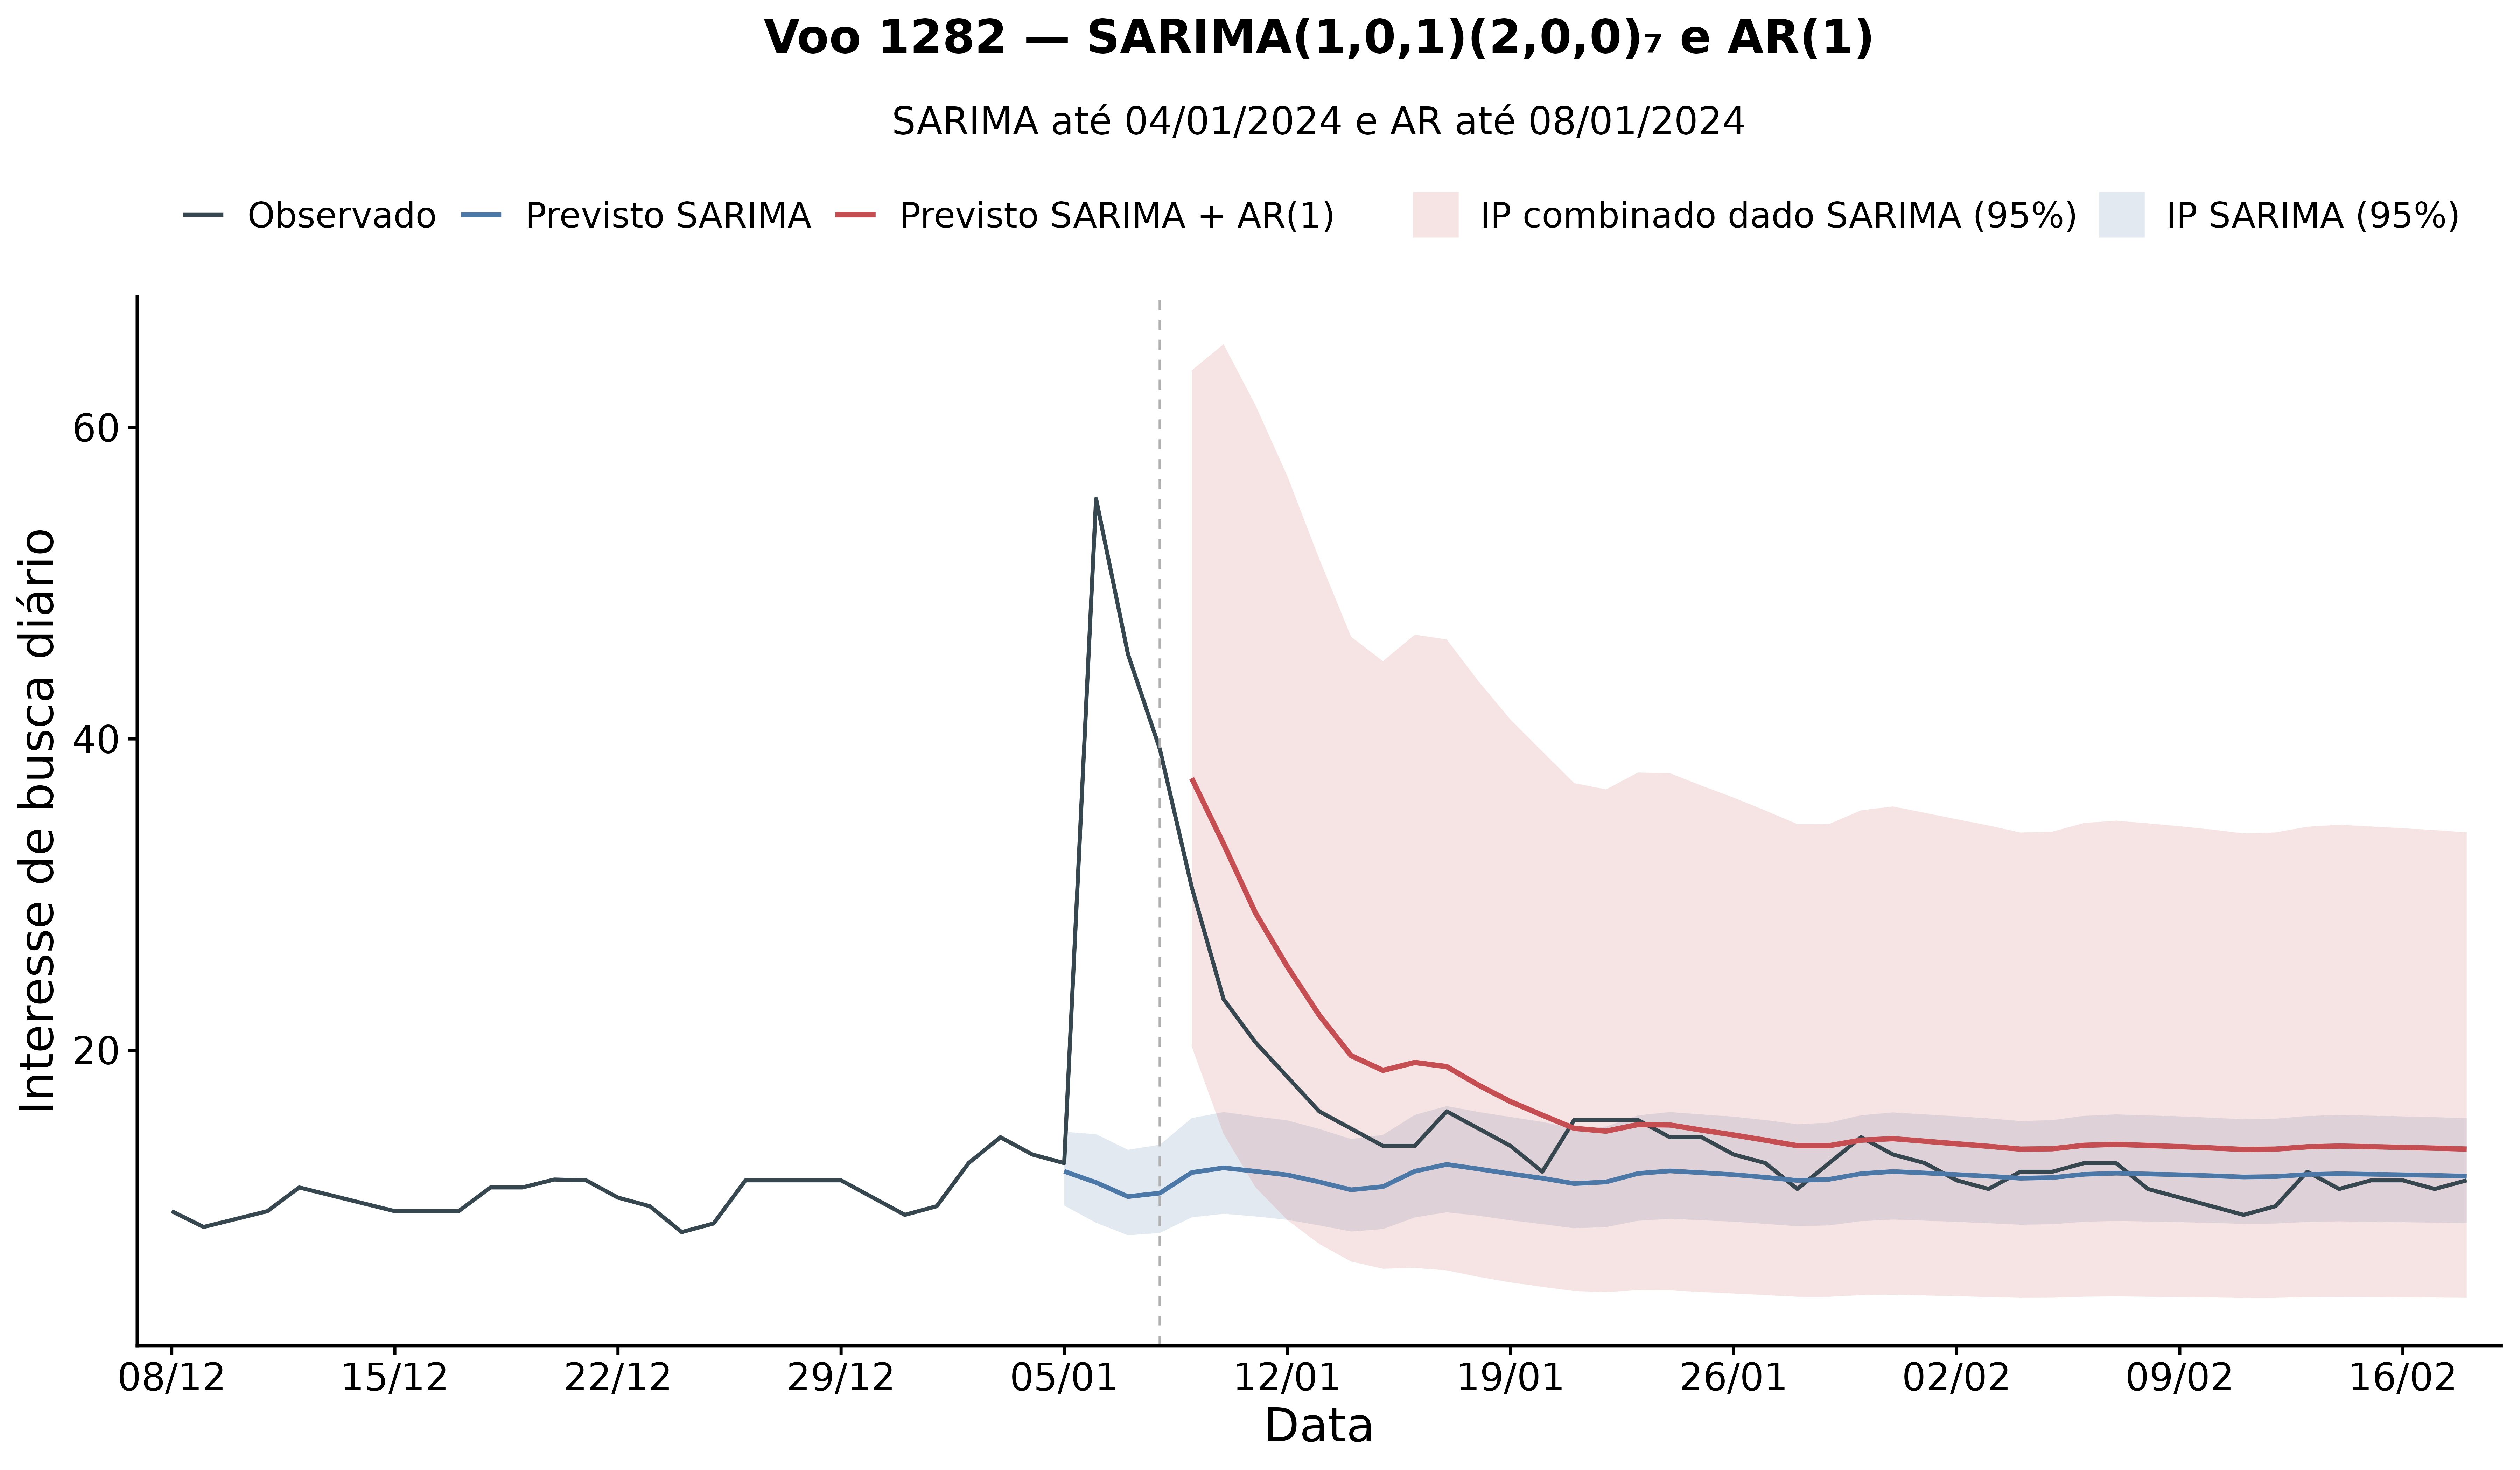 Voo 1282 — SARIMA(1,0,1)(2,0,0)₇ e AR(1)
SARIMA até 04/01/2024 e AR até 08/01/2024
Observado Previsto SARIMA Previsto SARIMA + AR(1) IP combinado dado SARIMA (95%) IP SARIMA (95%)
Interesse de busca diário
60
40
20
08/12 15/12 22/12 29/12 05/01 12/01 19/01 26/01 02/02 09/02 16/02
Data